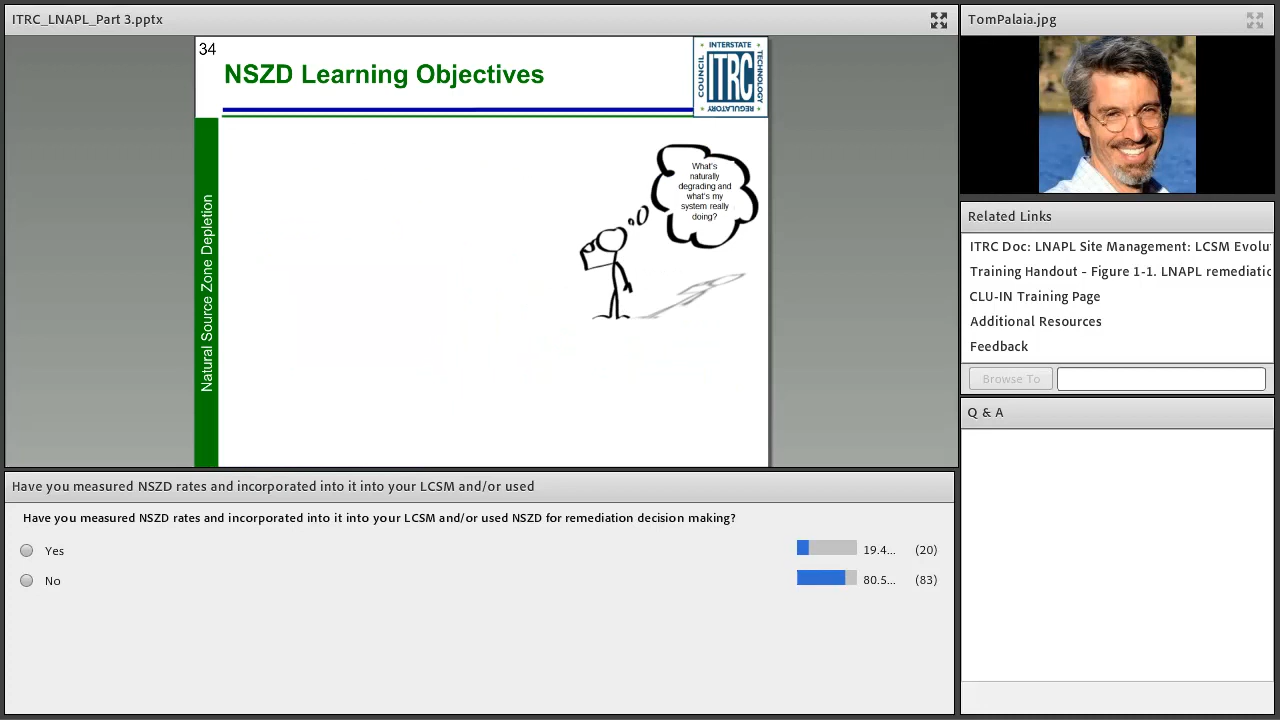 ITRC_LNAPL_Part 3.pptx
34
NSZD Learning Objectives
INTERSTATE
COUNCIL
ITRC
TECHNOLOGY
REGULATORY
What's
naturally
degrading and
what's my
system really
doing?
Natural Source Zone Depletion
TomPalaia.jpg
Related Links
ITRC Doc: LNAPL Site Management: LCSM Evolu
Training Handout - Figure 1-1. LNAPL remediatic
CLU-IN Training Page
Additional Resources
Feedback
Browse To
Q & A
Have you measured NSZD rates and incorporated into it into your LCSM and/or used
Have you measured NSZD rates and incorporated into it into your LCSM and/or used NSZD for remediation decision making?
Yes 19.4... (20)
No 80.5... (83)